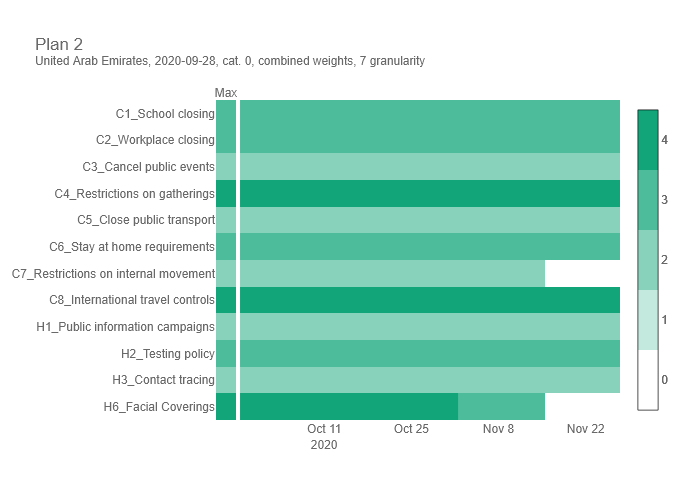 Plan 2
United Arab Emirates, 2020-09-28, cat. 0, combined weights, 7 granularity
Max
C1_School closing
C2_Workplace closing
C3_Cancel public events
C4_Restrictions on gatherings
C5_Close public transport
C6_Stay at home requirements
C7_Restrictions on internal movement
C8_International travel controls
H1_Public information campaigns
H2_Testing policy
H3_Contact tracing
H6_Facial Coverings
4
3
2
1
0
Oct 11 Oct 25 Nov 8 Nov 22
2020